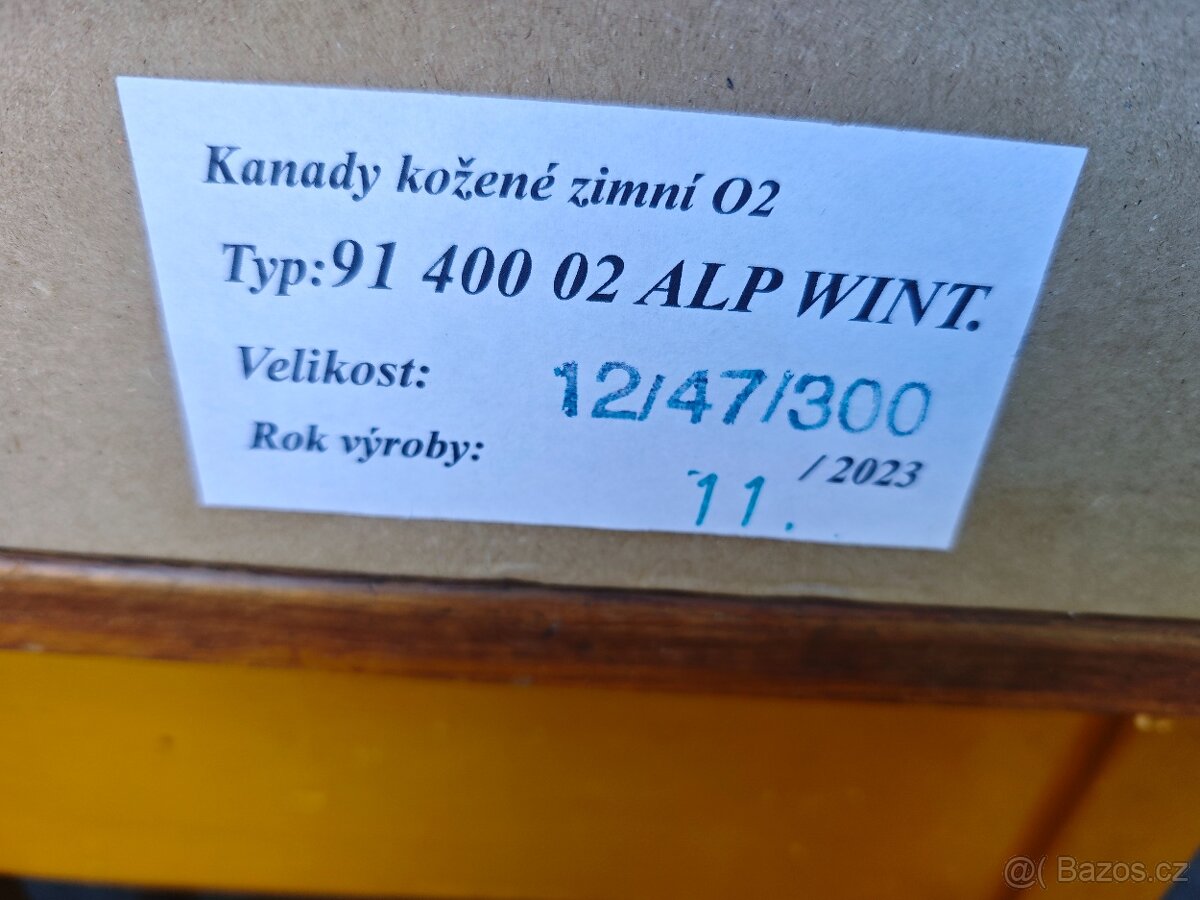 Kanady kožené zimní O2
Typ:91 400 02 ALP WINT.
Velikost: 12/47/300
Rok výroby: 11. / 2023
@( Bazos.cz